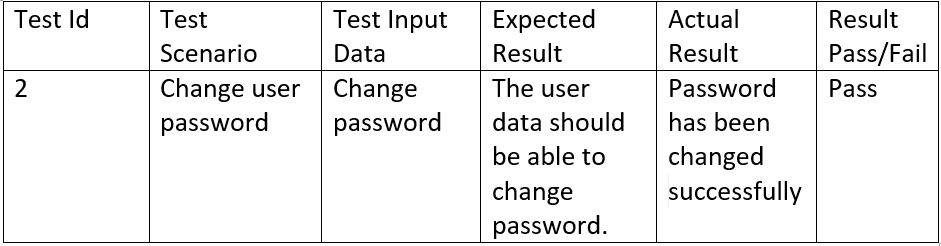 Test Id
Test
Scenario
Test Input
Data
Expected
Result
Actual
Result
Result
Pass/Fail
2
Change user
password
Change
password
The user
data should
be able to
change
password.
Password
has been
changed
successfully
Pass